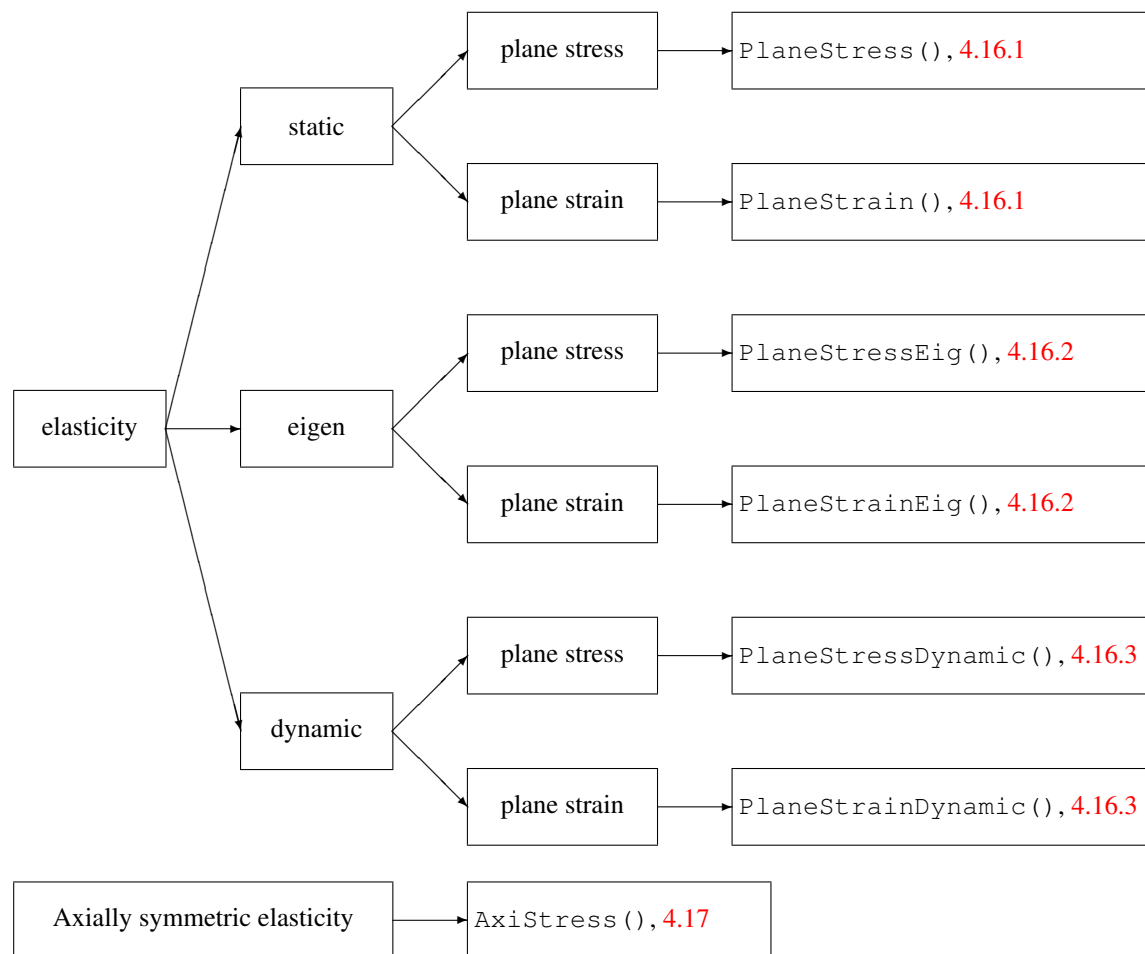 plane stress
PlaneStress(), 4.16.1
static
plane strain
PlaneStrain(), 4.16.1
plane stress
PlaneStressEig(), 4.16.2
elasticity
eigen
plane strain
PlaneStrainEig(), 4.16.2
plane stress
PlaneStressDynamic(), 4.16.3
dynamic
plane strain
PlaneStrainDynamic(), 4.16.3
Axially symmetric elasticity
AxiStress(), 4.17